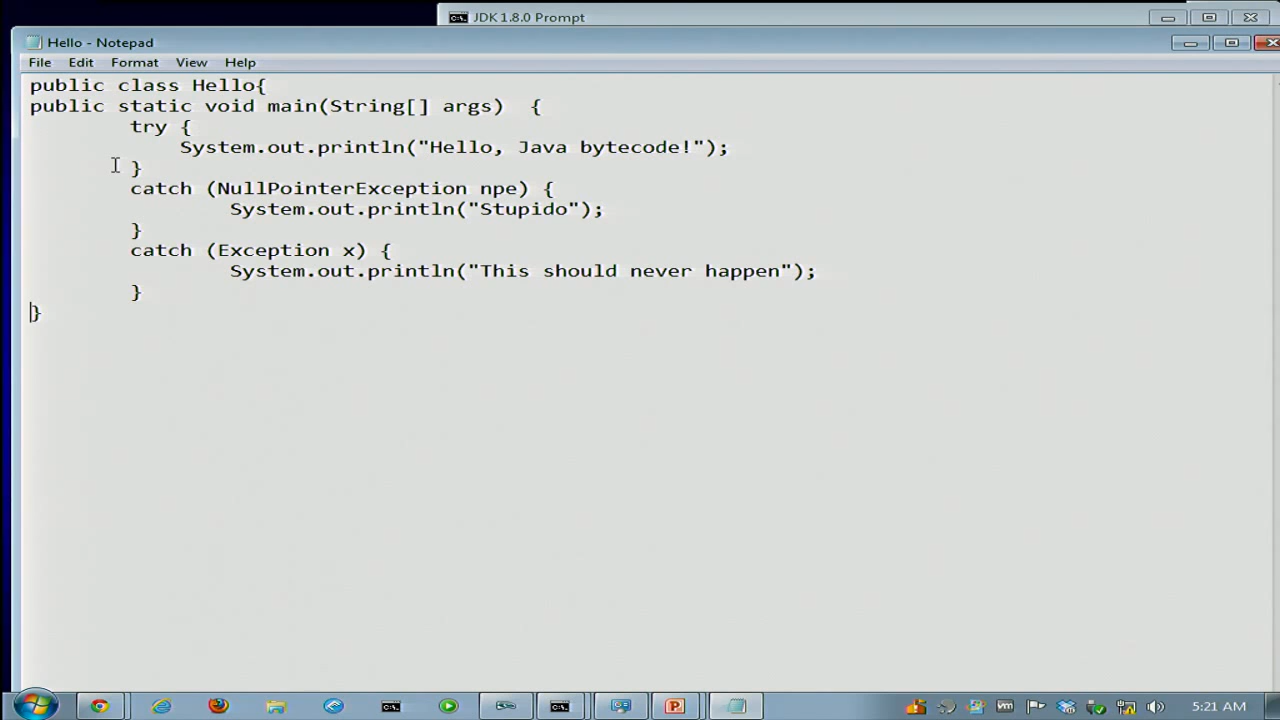 JDK 1.8.0 Prompt
Hello - Notepad
File Edit Format View Help
public class Hello{
public static void main(String[] args)  {
        try {
            System.out.println("Hello, Java bytecode!");
        }
        catch (NullPointerException npe) {
                System.out.println("Stupido");
        }
        catch (Exception x) {
                System.out.println("This should never happen");
        }
}
5:21 AM